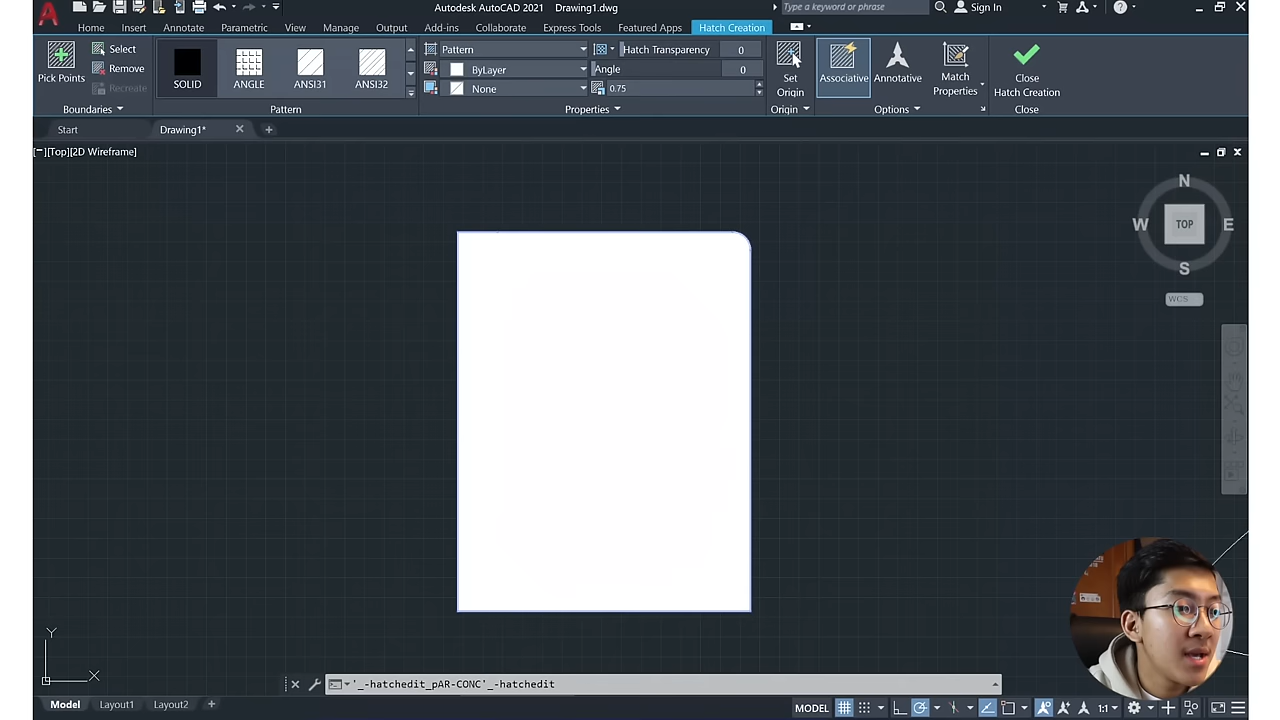 Autodesk AutoCAD 2021 Drawing1.dwg
Type a keyword or phrase
Sign In
Home Insert Annotate Parametric View Manage Output Add-ins Collaborate Express Tools Featured Apps Hatch Creation
Pick Points
Select
Remove
Recreate
Boundaries
SOLID
ANGLE
ANSI31
ANSI32
Pattern
Pattern
ByLayer
None
Hatch Transparency 0
Angle 0
0.75
Properties
Set
Origin
Origin
Associative
Annotative
Match
Properties
Options
Close
Hatch Creation
Close
Start Drawing1*
[−][Top][2D Wireframe]
N
W TOP E
S
WCS
Y
X
'_-hatchedit_pAR-CONC'_-hatchedit
Model Layout1 Layout2
MODEL
1:1